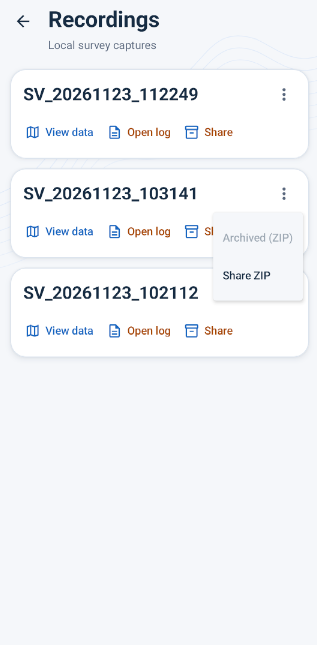 Recordings
Local survey captures
SV_20261123_112249
View data Open log Share
SV_20261123_103141
View data Open log
Archived (ZIP)
Share ZIP
SV_20261123_102112
View data Open log Share